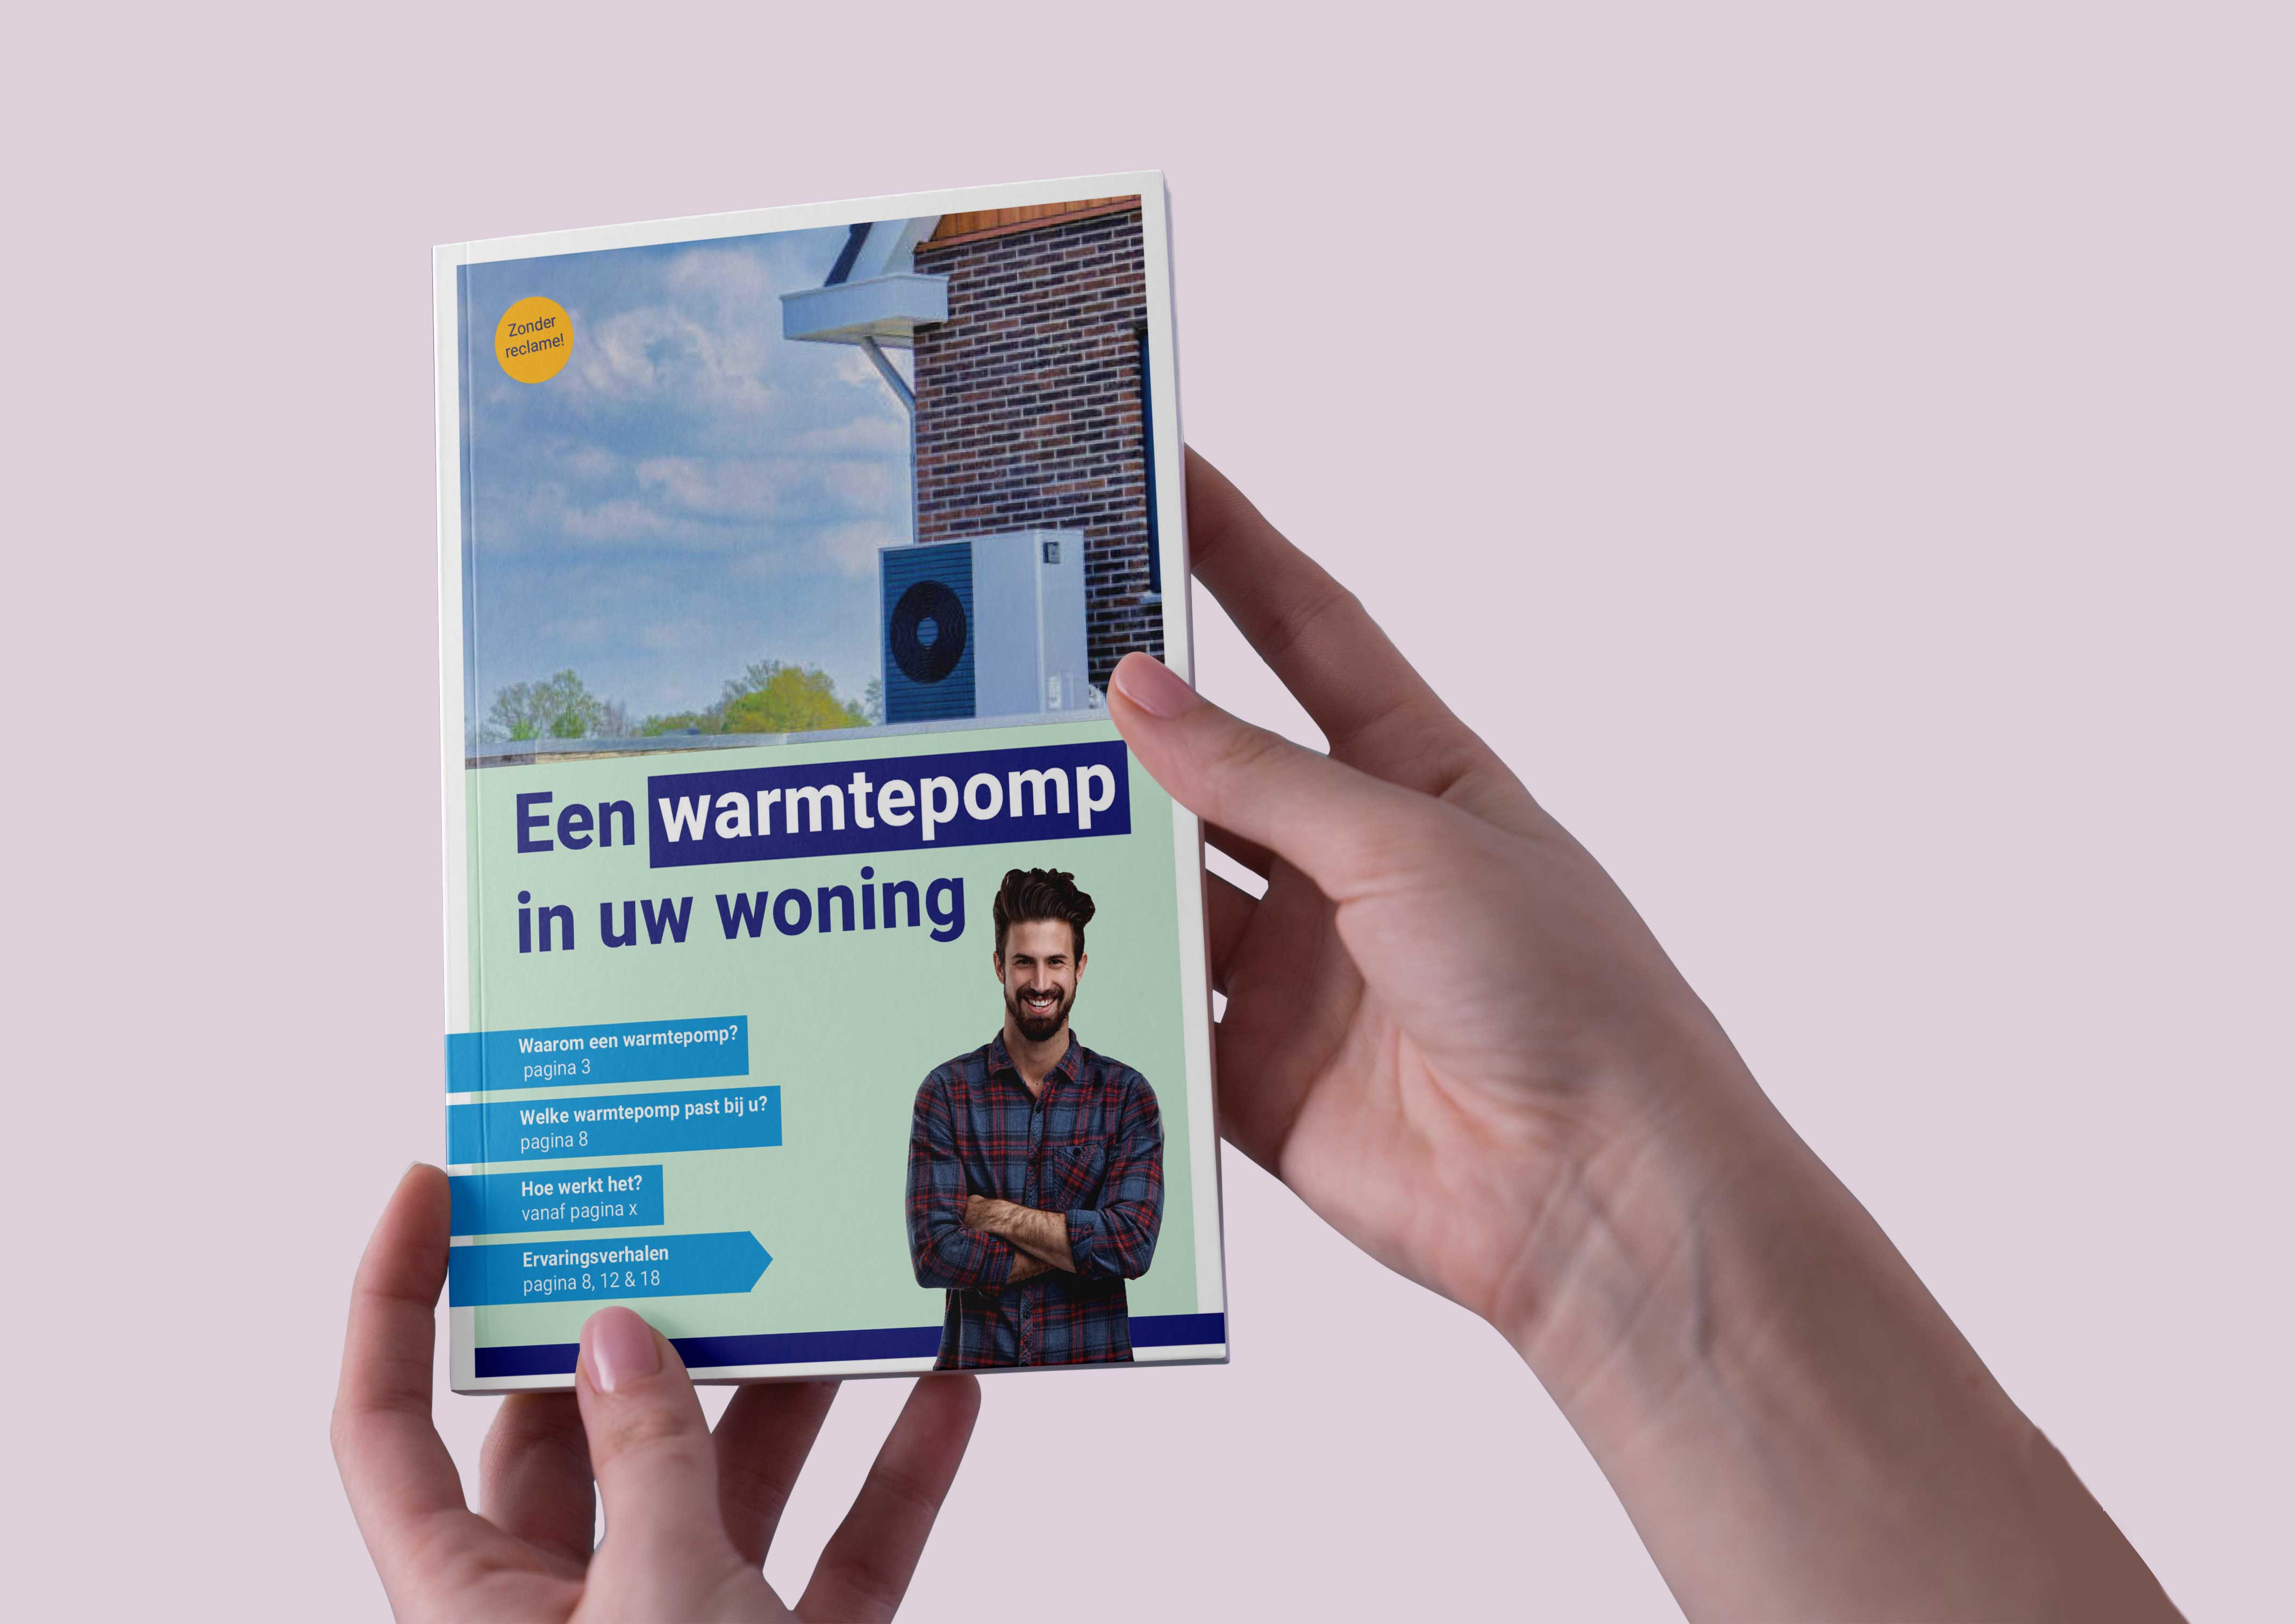 Zonder
reclame!
Een warmtepomp
in uw woning
Waarom een warmtepomp?
pagina 3
Welke warmtepomp past bij u?
pagina 8
Hoe werkt het?
vanaf pagina x
Ervaringsverhalen
pagina 8, 12 & 18